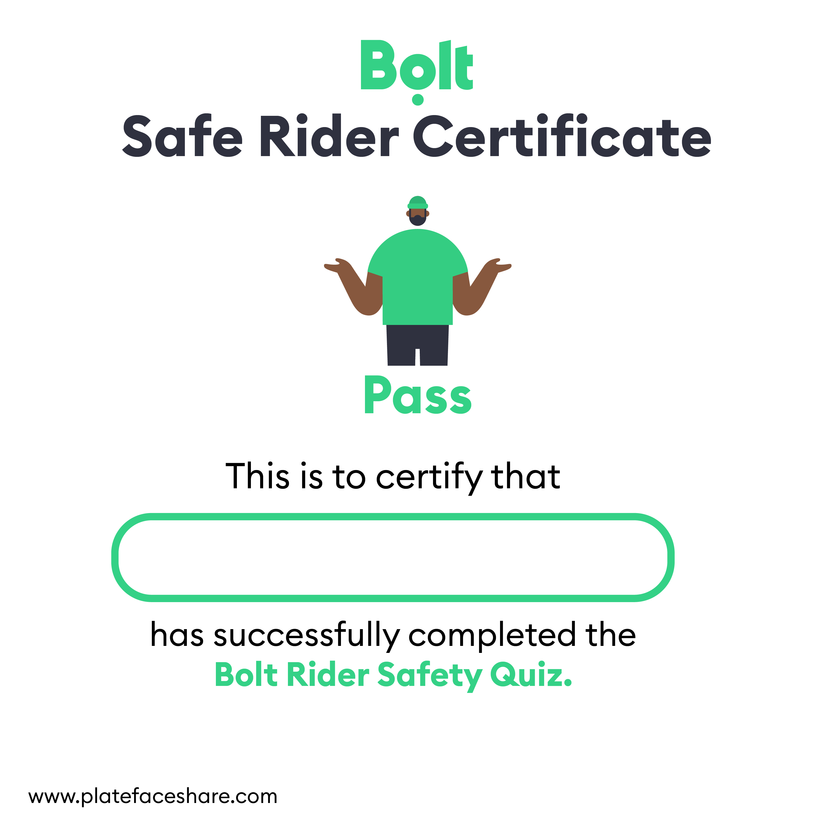 Bolt
Safe Rider Certificate
Pass
This is to certify that
has successfully completed the
Bolt Rider Safety Quiz.
www.platefaceshare.com